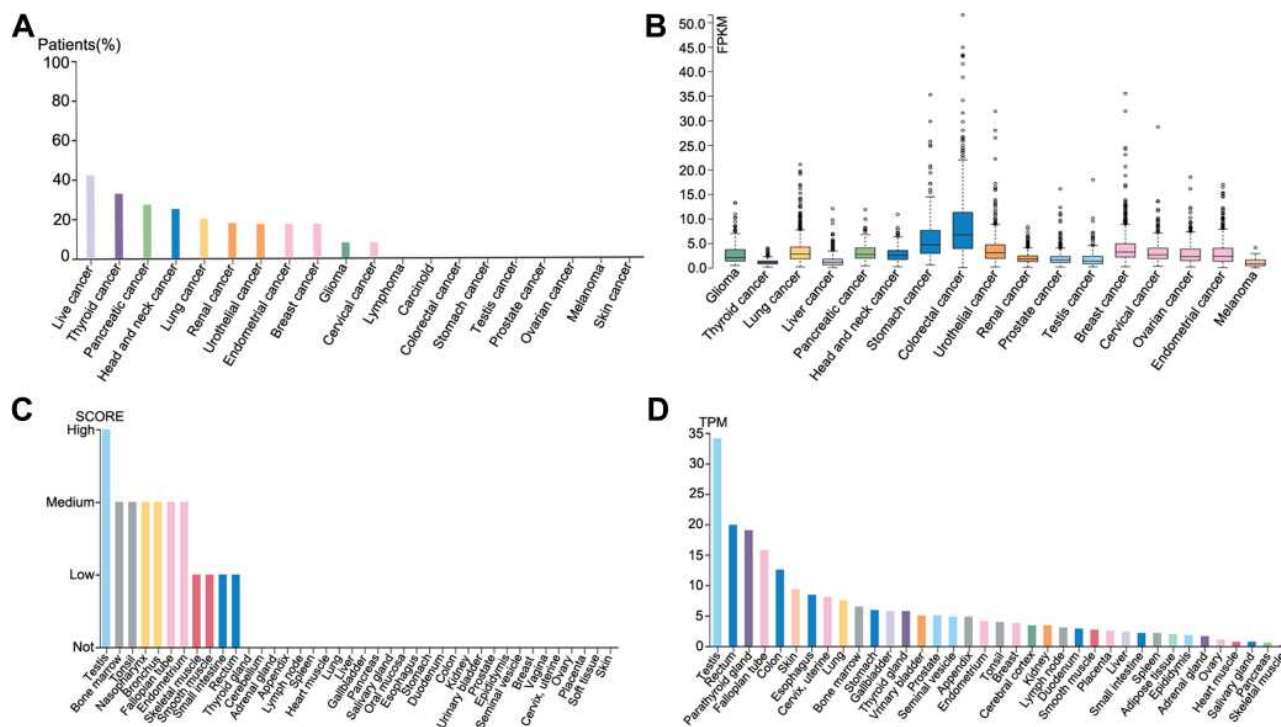 A
Patients(%)
100
80
60
40
20
0
Live cancer
Thyroid cancer
Pancreatic cancer
Head and neck cancer
Lung cancer
Renal cancer
Urothelial cancer
Endometrial cancer
Breast cancer
Glioma
Cervical cancer
Lymphoma
Carcinoid
Colorectal cancer
Stomach cancer
Testis cancer
Prostate cancer
Ovarian cancer
Melanoma
Skin cancer
B
FPKM
50.0
45.0
40.0
35.0
30.0
25.0
20.0
15.0
10.0
5.0
0.0
Glioma
Thyroid cancer
Lung cancer
Liver cancer
Pancreatic cancer
Head and neck cancer
Stomach cancer
Colorectal cancer
Urothelial cancer
Renal cancer
Prostate cancer
Testis cancer
Breast cancer
Cervical cancer
Ovarian cancer
Endometrial cancer
Melanoma
C
SCORE
High
Medium
Low
Not
Testis
Bone marrow
Tonsil
Nasopharynx
Bronchus
Fallopian tube
Endometrium
Skeletal muscle
Smooth muscle
Small intestine
Rectum
Thyroid gland
Cerebellum
Adrenal gland
Appendix
Lymph node
Spleen
Heart muscle
Lung
Liver
Gallbladder
Pancreas
Salivary gland
Oral mucosa
Esophagus
Stomach
Duodenum
Colon
Kidney
Urinary bladder
Prostate
Epididymis
Seminal vesicle
Breast
Vagina
Cervix, uterine
Ovary
Placenta
Soft tissue
Skin
D
TPM
35
30
25
20
15
10
5
0
Testis
Rectum
Parathyroid gland
Fallopian tube
Colon
Skin
Esophague
Cervix, uterine
Lung
Bone marrow
Stomach
Gallbladder
Thyroid gland
Vrinary bladder
Prostate
Seminal vesicle
Appendix
Endometrium
Tonsil
Breast
Cerebral cortex
Kidney
Lymph node
Duodenum
Smooth muscle
Placenta
Liver
Small intestine
Spleen
Adipose tissue
Epididymis
Adrenal gland
Ovary
Heart muscle
Salivary gland
Pancreas
Skeletal muscle